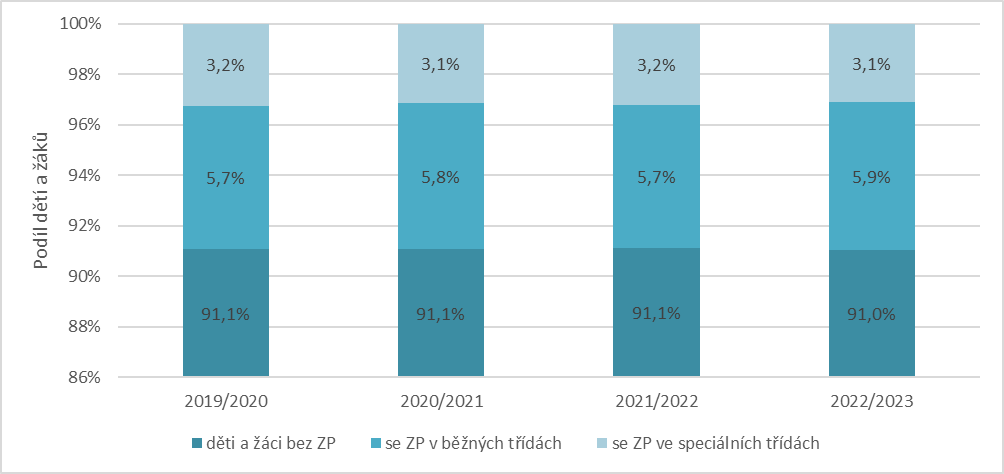 100%
98%
96%
94%
92%
90%
88%
86%
Podíl dětí a žáků
3,2% 3,1% 3,2% 3,1%
5,7% 5,8% 5,7% 5,9%
91,1% 91,1% 91,1% 91,0%
2019/2020 2020/2021 2021/2022 2022/2023
děti a žáci bez ZP se ZP v běžných třídách se ZP ve speciálních třídách